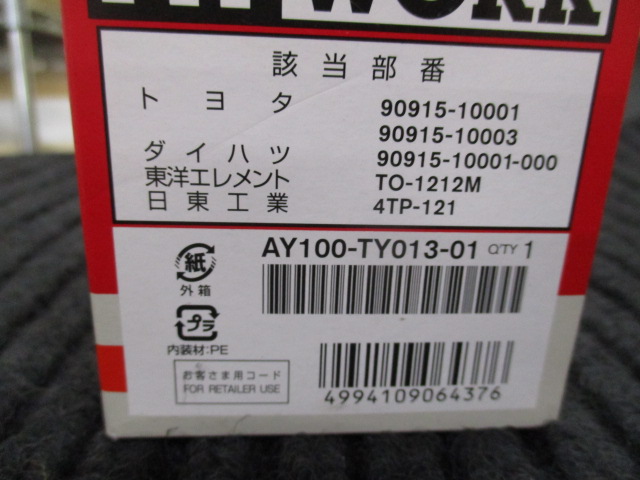 WORK
該当部番
トヨタ 90915-10001
90915-10003
ダイハツ 90915-10001-000
東洋エレメント TO-1212M
日東工業 4TP-121
AY100-TY013-01 Q'TY 1
紙
外箱
プラ
内装材:PE
お客さま用コード
FOR RETAILER USE
4994109064376